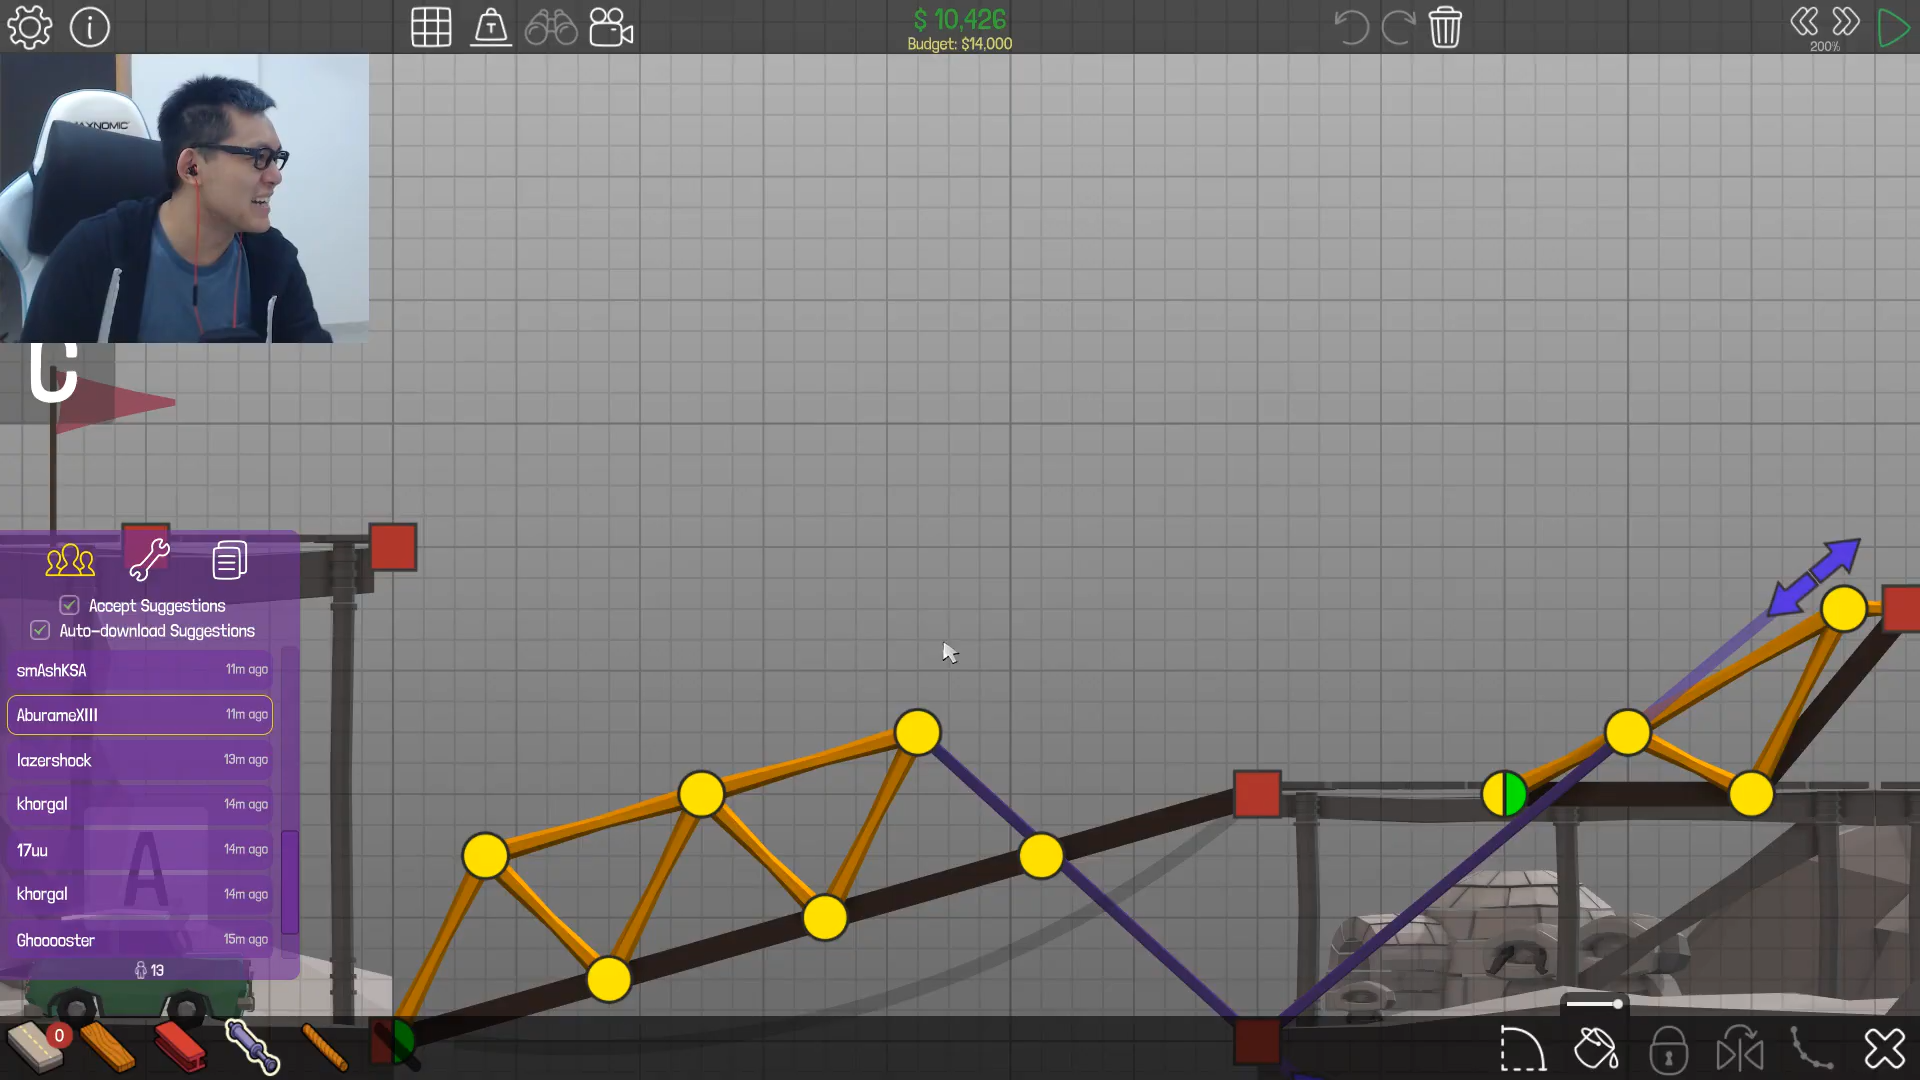 $ 10,426
Budget: $14,000
200%
C
Accept Suggestions
Auto-download Suggestions
smAshKSA 11m ago
AburameXIII 11m ago
lazershock 13m ago
khorgal 14m ago
17uu 14m ago
khorgal 14m ago
A
Ghooooster 15m ago
13
0